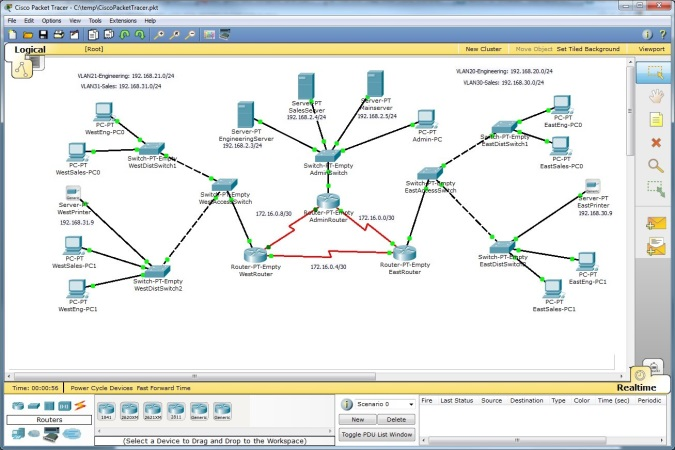 Cisco Packet Tracer - C:\temp\CiscoPacketTracer.pkt
File Edit Options View Tools Extensions Help
Logical [Root] New Cluster Move Object Set Tiled Background Viewport
VLAN21-Engineering: 192.168.21.0/24
VLAN31-Sales: 192.168.31.0/24
VLAN20-Engineering: 192.168.20.0/24
VLAN30-Sales: 192.168.30.0/24
PC-PT
WestEng-PC0
PC-PT
WestSales-PC0
Switch-PT-Empty
WestDistSwitch1
Server-PT
EngineeringServer
192.168.2.3/24
Server-PT
SalesServer
192.168.2.4/24
Server-PT
192.168.2.5/24
PC-PT
Admin-PC
Switch-PT-Empty
AdminSwitch
Switch-PT-Empty
EastDistSwitch1
PC-PT
EastEng-PC0
PC-PT
EastSales-PC0
Switch-PT-Empty
WestAccessSwitch
Switch-PT-Empty
EastAccessSwitch
Server-PT
WestPrinter
192.168.31.9
Server-PT
EastPrinter
192.168.30.9
172.16.0.8/30
Router-PT-Empty
AdminRouter
172.16.0.0/30
PC-PT
WestSales-PC1
PC-PT
WestEng-PC1
Switch-PT-Empty
WestDistSwitch2
Router-PT-Empty
WestRouter
172.16.0.4/30
Router-PT-Empty
EastRouter
Switch-PT-Empty
EastDistSwitch2
PC-PT
EastEng-PC1
PC-PT
EastSales-PC1
Time: 00:00:56 Power Cycle Devices Fast Forward Time Realtime
Routers
1841 2620XM 2621XM 2811 Generic Generic
(Select a Device to Drag and Drop to the Workspace)
Scenario 0
New Delete
Toggle PDU List Window
Fire Last Status Source Destination Type Color Time (sec) Periodic